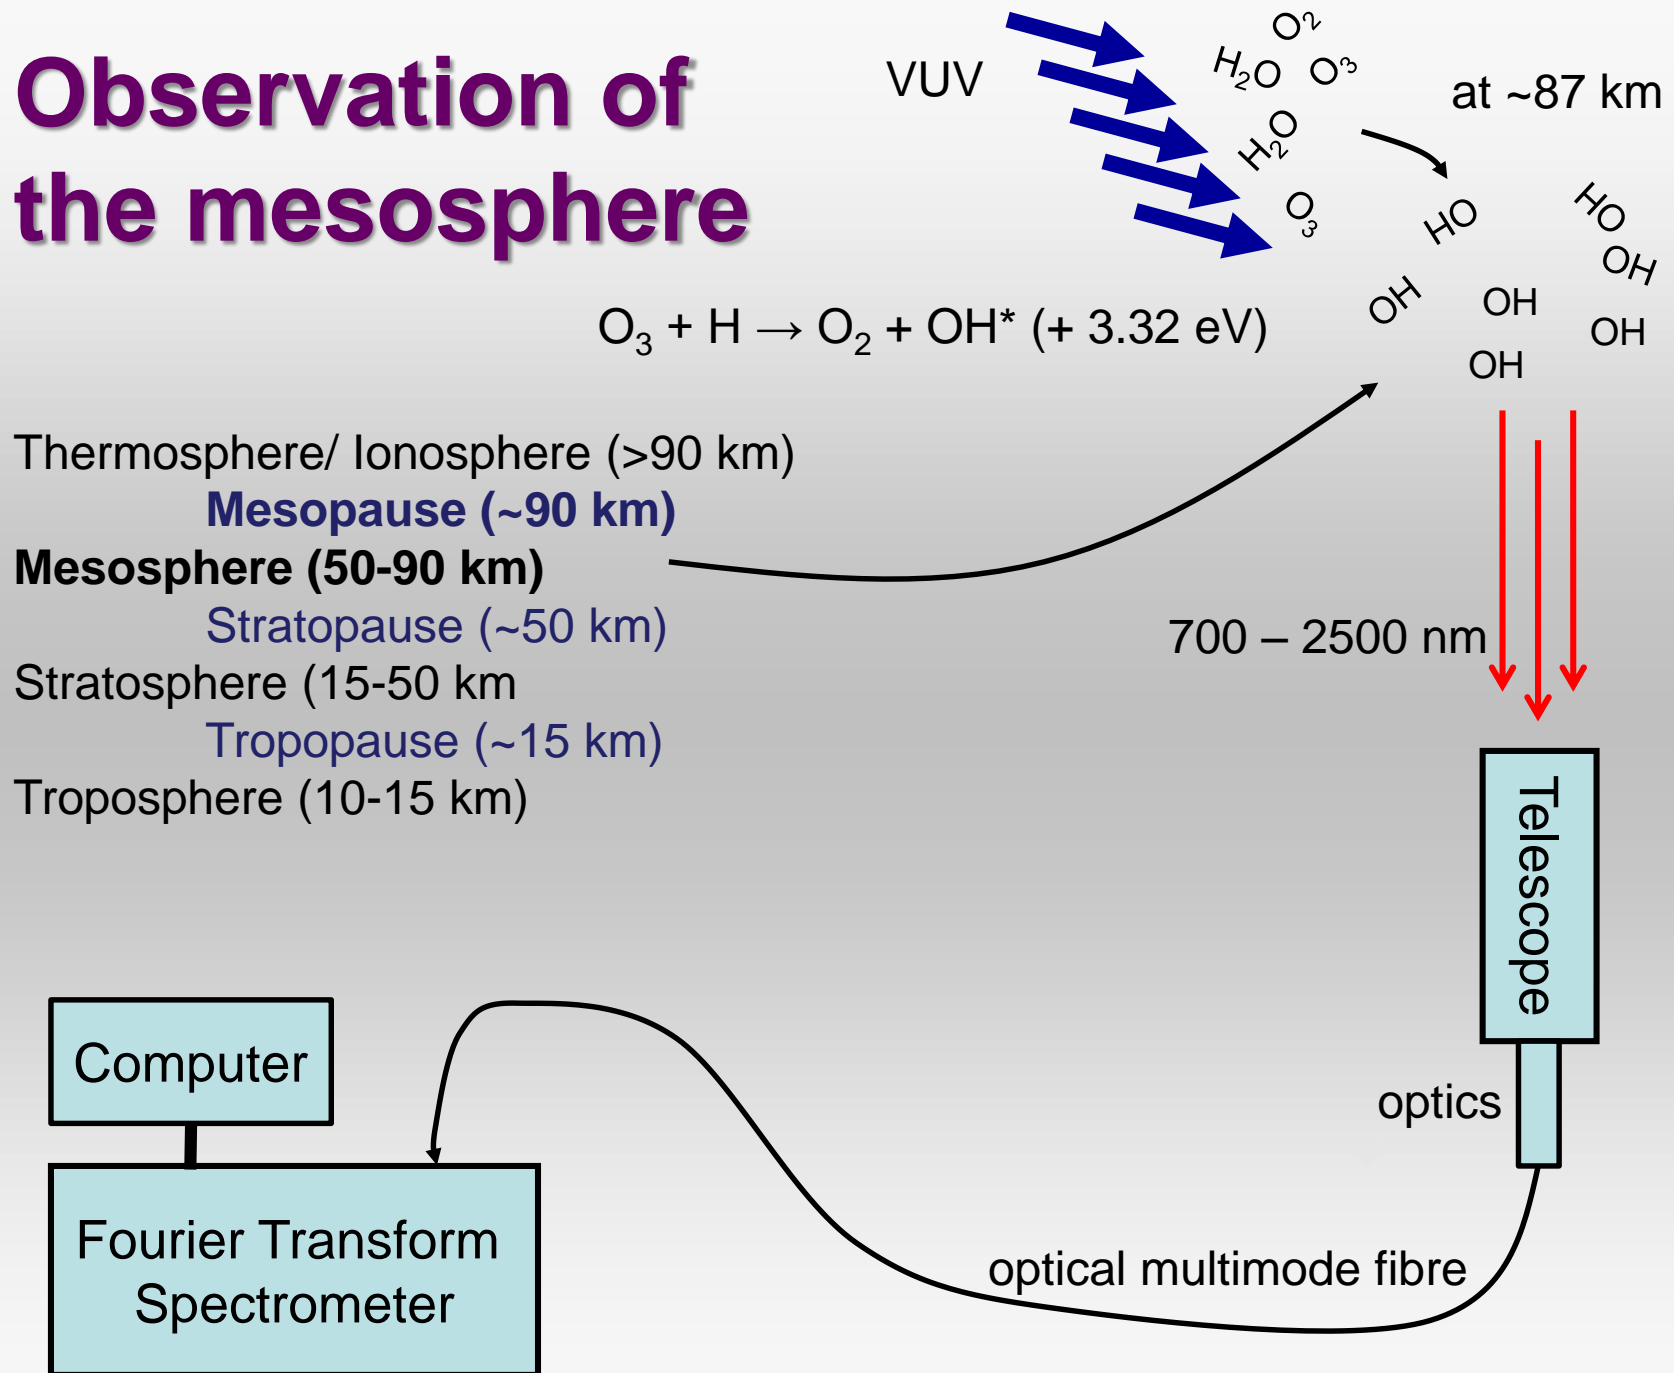 Observation of
the mesosphere
VUV
O₂
H₂O
O₃
H₂O
O₃
at ~87 km
HO
HO
OH
OH
OH
OH
OH
O₃ + H → O₂ + OH* (+ 3.32 eV)
Thermosphere/ Ionosphere (>90 km)
Mesopause (~90 km)
Mesosphere (50-90 km)
Stratopause (~50 km)
Stratosphere (15-50 km
Tropopause (~15 km)
Troposphere (10-15 km)
700 – 2500 nm
Telescope
optics
optical multimode fibre
Computer
Fourier Transform
Spectrometer